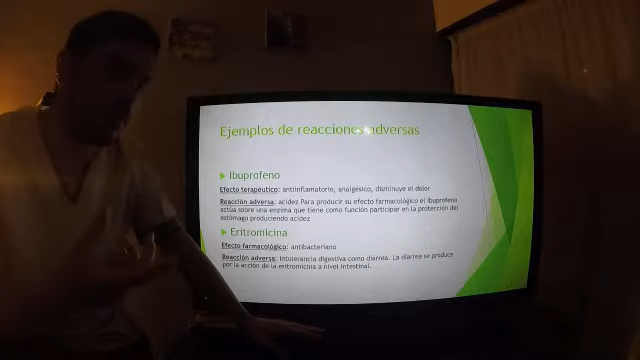 Ejemplos de reacciones adversas
Ibuprofeno
Efecto terapéutico: antiinflamatorio, analgésico, disminuye el dolor
Reacción adversa: acidez Para producir su efecto farmacológico el ibuprofeno
actúa sobre una enzima que tiene como función participar en la protección del
estómago produciendo acidez
Eritromicina
Efecto farmacológico: antibacteriano
Reacción adversa: Intolerancia digestiva como diarrea. La diarrea se produce
por la acción de la eritromicina a nivel intestinal.